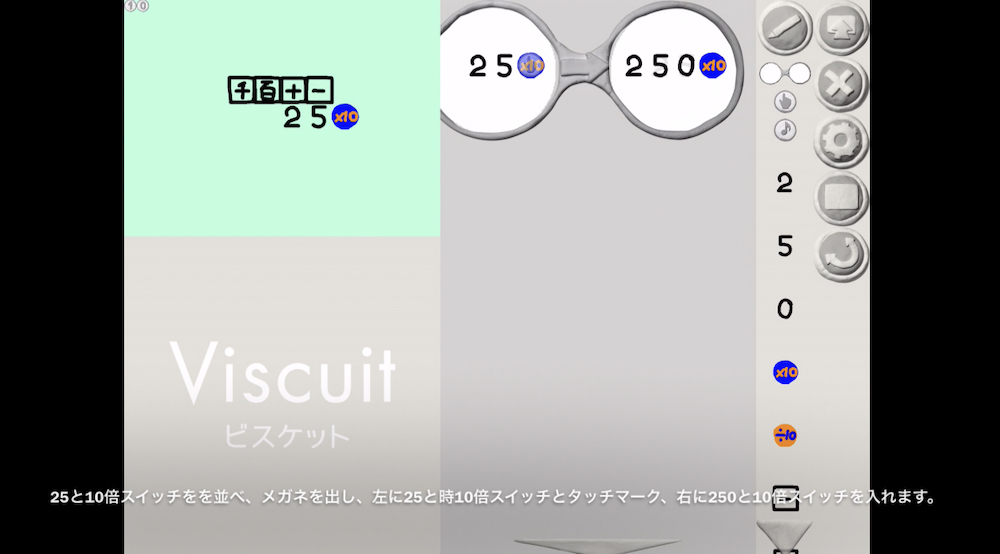 10
25 x10
250 x10
千百十一
25 x10
2
5
0
x10
÷10
Viscuit
ビスケット
25と10倍スイッチをを並べ、メガネを出し、左に25と時10倍スイッチとタッチマーク、右に250と10倍スイッチを入れます。